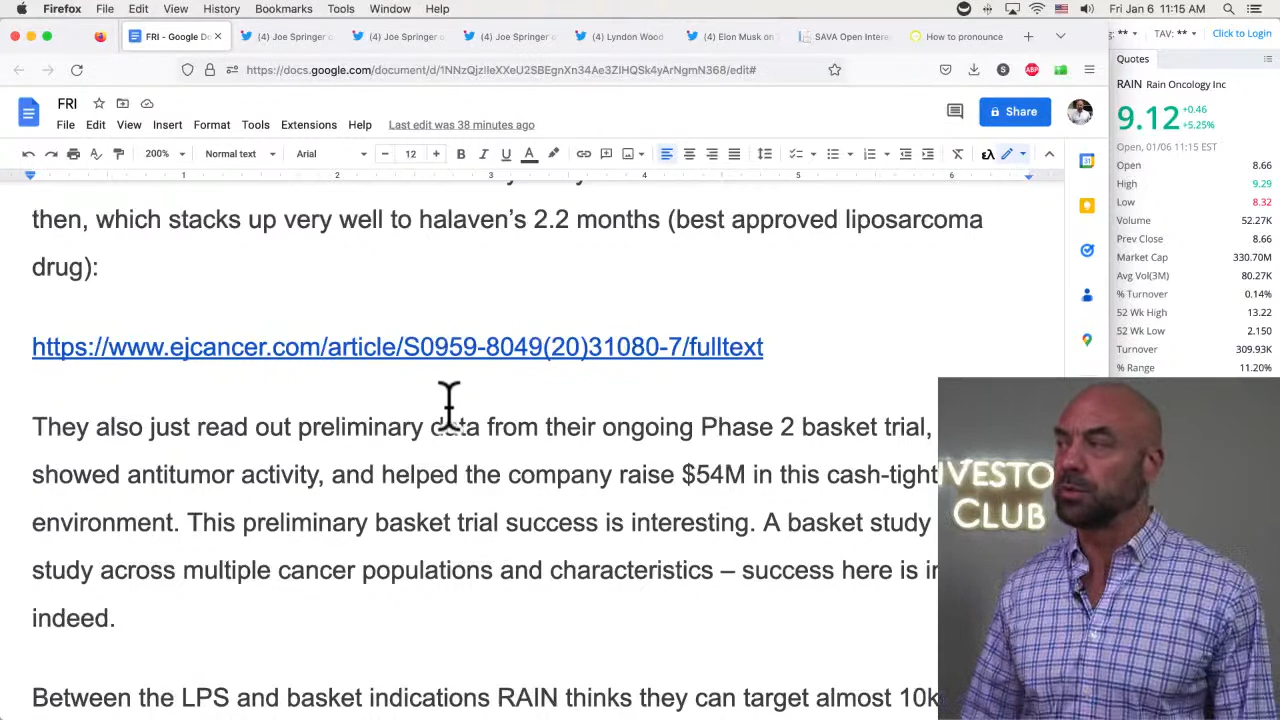 Firefox File Edit View History Bookmarks Tools Window Help Fri Jan 6 11:15 AM
FRI - Google Do (4) Joe Springer o (4) Joe Springer (4) Joe Springer o (4) Lyndon Wood (4) Elon Musk on SAVA Open Intere How to pronounce
https://docs.google.com/document/d/1NNzQjzIleXXeU2SBEgnXn34Ae3ZIHQSk4yArNgmN368/edit#
FRI
File Edit View Insert Format Tools Extensions Help Last edit was 38 minutes ago
Share
200% Normal text Arial 12
1 2 3 4 5 6
then, which stacks up very well to halaven’s 2.2 months (best approved liposarcoma
drug):
https://www.ejcancer.com/article/S0959-8049(20)31080-7/fulltext
They also just read out preliminary data from their ongoing Phase 2 basket trial,
showed antitumor activity, and helped the company raise $54M in this cash-tight
environment. This preliminary basket trial success is interesting. A basket study
study across multiple cancer populations and characteristics – success here is in
indeed.
Between the LPS and basket indications RAIN thinks they can target almost 10k
: ** TAV: ** Click to Login
Quotes
RAIN Rain Oncology Inc
9.12 +0.46
+5.25%
Open, 01/06 11:15 EST
Open 8.66
High 9.29
Low 8.32
Volume 52.27K
Prev Close 8.66
Market Cap 330.70M
Avg Vol(3M) 80.27K
% Turnover 0.14%
52 Wk High 13.22
52 Wk Low 2.150
Turnover 309.93K
% Range 11.20%
NVESTO
CLUB